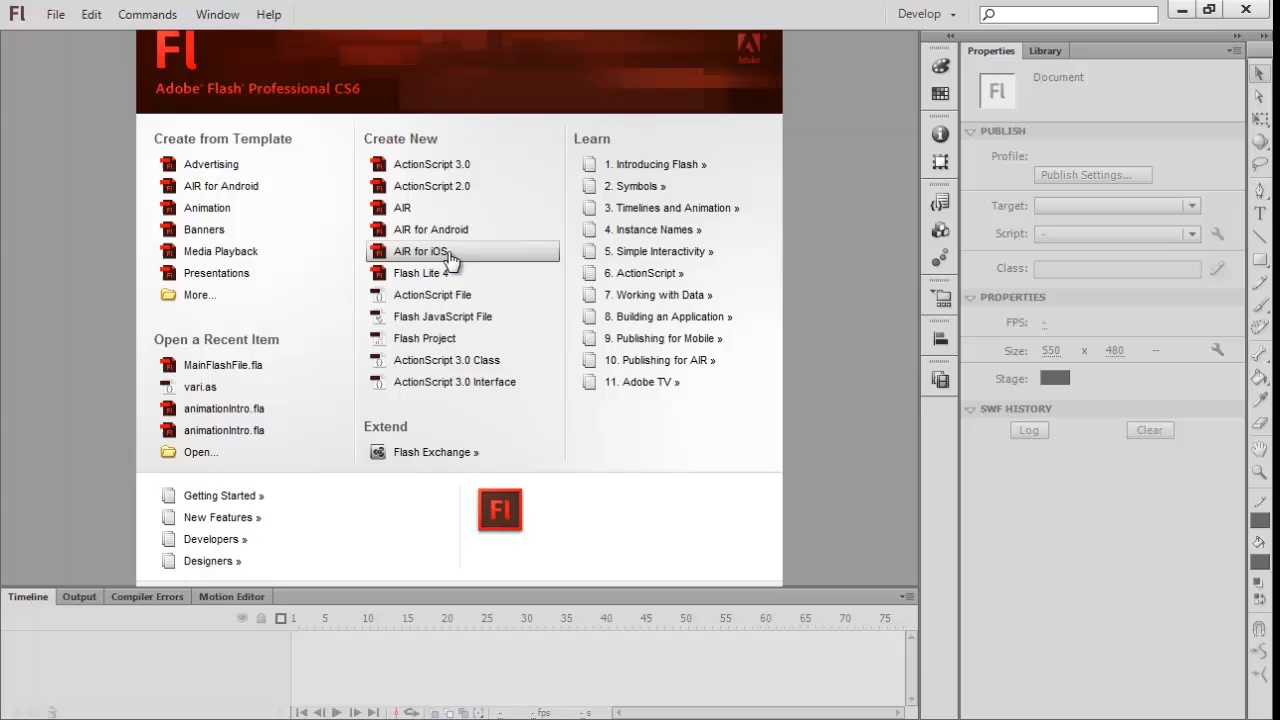 Fl File Edit Commands Window Help Develop
Fl
Adobe
Adobe® Flash® Professional CS6
Create from Template
Advertising
AIR for Android
Animation
Banners
Media Playback
Presentations
More...
Open a Recent Item
MainFlashFile.fla
vari.as
animationIntro.fla
animationIntro.fla
Open...
Create New
ActionScript 3.0
ActionScript 2.0
AIR
AIR for Android
AIR for iOS
Flash Lite 4
ActionScript File
Flash JavaScript File
Flash Project
ActionScript 3.0 Class
ActionScript 3.0 Interface
Extend
Flash Exchange »
Learn
1. Introducing Flash »
2. Symbols »
3. Timelines and Animation »
4. Instance Names »
5. Simple Interactivity »
6. ActionScript »
7. Working with Data »
8. Building an Application »
9. Publishing for Mobile »
10. Publishing for AIR »
11. Adobe TV »
Getting Started »
New Features »
Developers »
Designers »
Fl
Properties Library
Fl Document
PUBLISH
Profile:
Publish Settings...
Target:
Script: -
Class:
PROPERTIES
FPS: -
Size: 550 x 480 --
Stage:
SWF HISTORY
Log Clear
Timeline Output Compiler Errors Motion Editor
1 5 10 15 20 25 30 35 40 45 50 55 60 65 70 75
- - fps - s